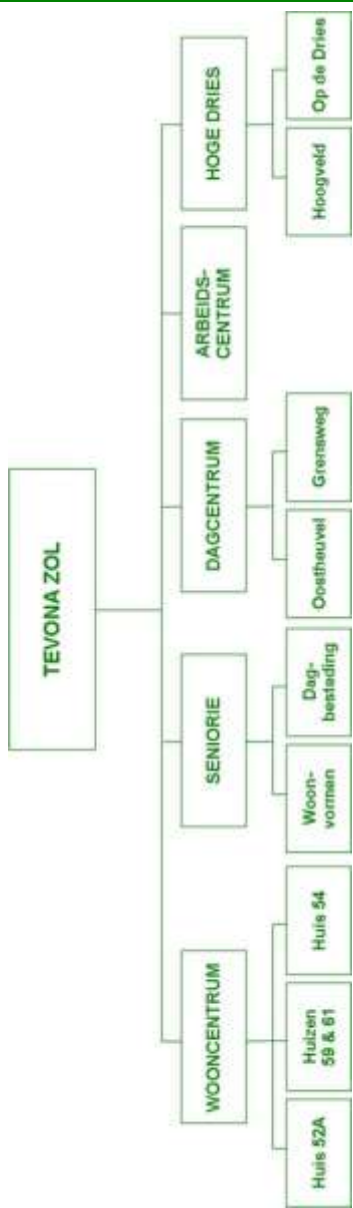 TEVONA ZOL
WOONCENTRUM
SENIORIE
DAGCENTRUM
ARBEIDS-
CENTRUM
HOGE DRIES
Huis 52A
Huizen
59 & 61
Huis 54
Woon-
vormen
Dag-
besteding
Oostheuvel
Grensweg
Hoogveld
Op de Dries